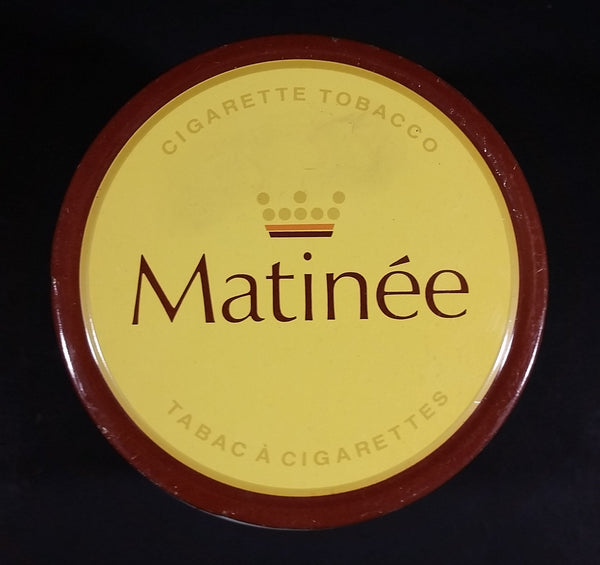 CIGARETTE TOBACCO
Matinée
TABAC À CIGARETTES